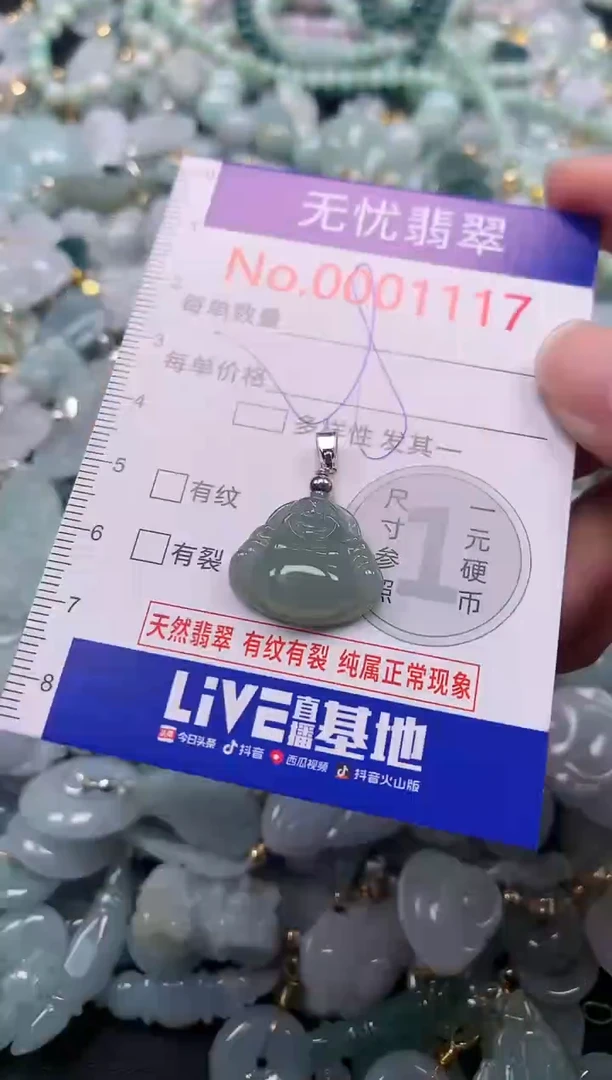 无忧翡翠
No.0001117
每单数量
每单价格
多样性 发其一
有纹
有裂
尺寸参照
1
一元硬币
天然翡翠 有纹有裂 纯属正常现象
LiVE直播基地
今日头条 抖音 西瓜视频 抖音火山版
1
2
3
4
5
6
7
8